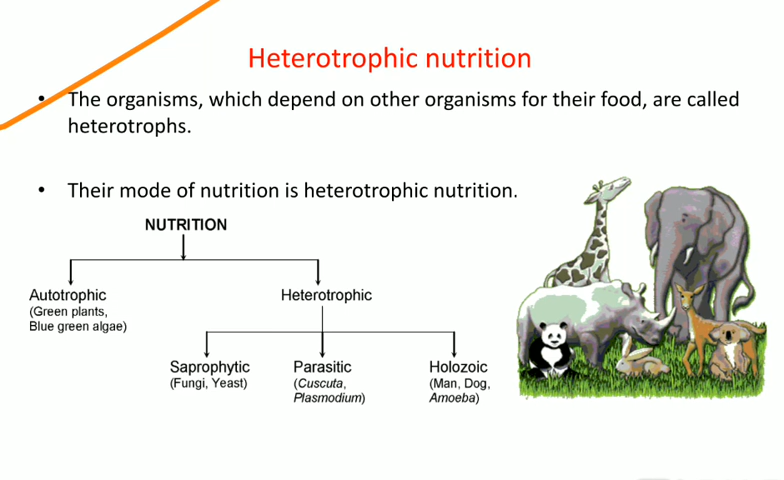 Heterotrophic nutrition
• The organisms, which depend on other organisms for their food, are called
heterotrophs.
• Their mode of nutrition is heterotrophic nutrition.
NUTRITION
Autotrophic
(Green plants,
Blue green algae)
Heterotrophic
Saprophytic
(Fungi, Yeast)
Parasitic
(Cuscuta,
Plasmodium)
Holozoic
(Man, Dog,
Amoeba)